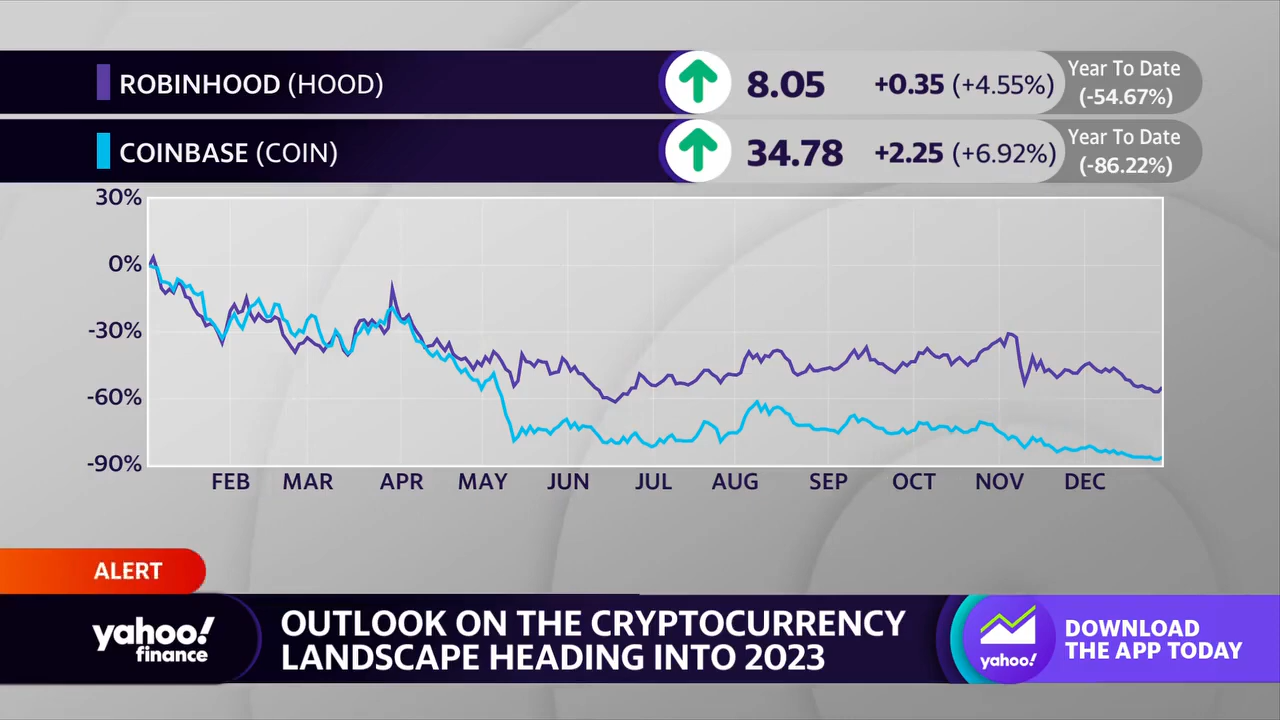 ROBINHOOD (HOOD) 8.05 +0.35 (+4.55%) Year To Date (-54.67%)
COINBASE (COIN) 34.78 +2.25 (+6.92%) Year To Date (-86.22%)
30%
0%
-30%
-60%
-90%
FEB MAR APR MAY JUN JUL AUG SEP OCT NOV DEC
ALERT
yahoo!
finance
OUTLOOK ON THE CRYPTOCURRENCY
LANDSCAPE HEADING INTO 2023
yahoo!
DOWNLOAD
THE APP TODAY